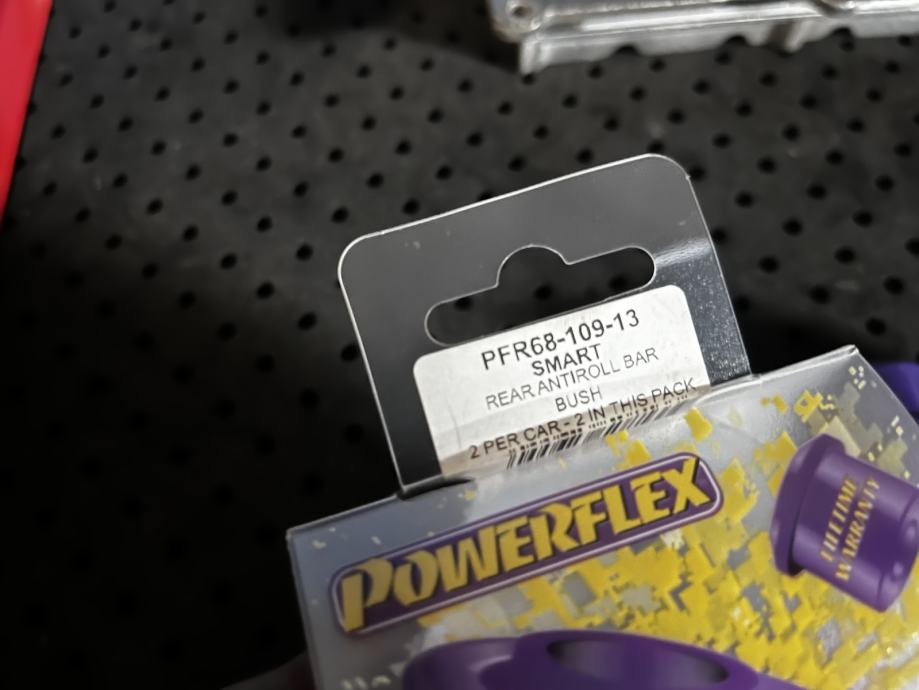 PFR68-109-13
SMART
REAR ANTIROLL BAR
BUSH
2 PER CAR - 2 IN THIS PACK
POWERFLEX
LIFETIME
WARRANTY